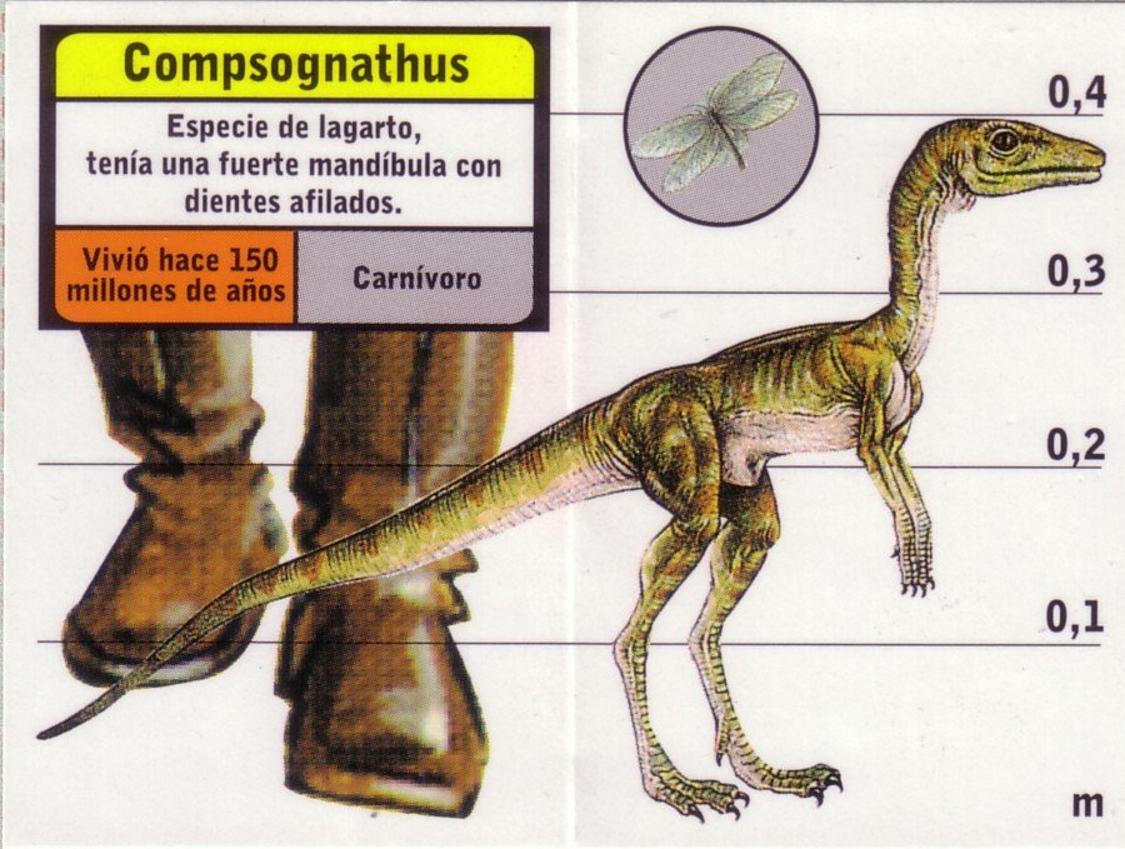 Compsognathus
Especie de lagarto,
tenía una fuerte mandíbula con
dientes afilados.
Vivió hace 150
millones de años
Carnívoro
0,4
0,3
0,2
0,1
m